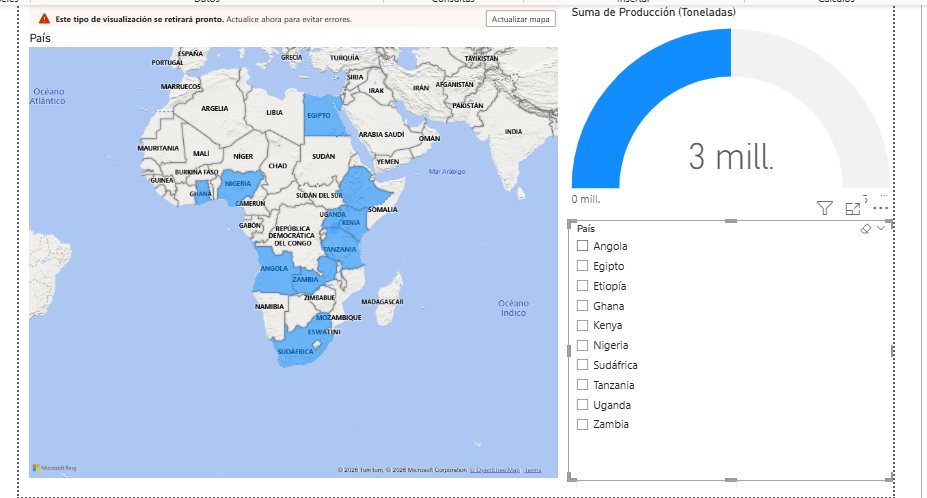 Este tipo de visualización se retirará pronto. Actualice ahora para evitar errores.
Actualizar mapa
País
ESPAÑA
PORTUGAL
GRECIA
TURQUÍA
TAYIKISTÁN
SIRIA
IRAK
IRÁN
AFGANISTÁN
PAKISTÁN
MARRUECOS
Océano
Atlántico
ARGELIA
LIBIA
EGIPTO
ARABIA SAUDÍ
OMÁN
INDIA
MAURITANIA
MALÍ
NÍGER
CHAD
SUDÁN
YEMEN
Mar Arábigo
BURKINA FASO
GUINEA
GHANA
NIGERIA
CAMERÚN
SUDÁN DEL SUR
SOMALIA
GABÓN
UGANDA
KENIA
REPÚBLICA
DEMOCRÁTICA
DEL CONGO
TANZANIA
ANGOLA
ZAMBIA
ZIMBABUE
MADAGASCAR
NAMIBIA
MOZAMBIQUE
Océano
Índico
ESWATINI
SUDÁFRICA
Microsoft Bing
© 2026 TomTom, © 2026 Microsoft Corporation, © OpenStreetMap Terms
Suma de Producción (Toneladas)
3 mill.
0 mill.
País
Angola
Egipto
Etiopía
Ghana
Kenya
Nigeria
Sudáfrica
Tanzania
Uganda
Zambia